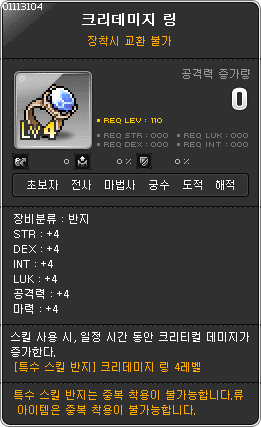 01113104
크리데미지 링
장착시 교환 불가
공격력 증가량
0
LV 4
REQ LEV : 110
REQ STR : 000 REQ LUK : 000
REQ DEX : 000 REQ INT : 000
0 0 % 0 %
초보자 전사 마법사 궁수 도적 해적
장비분류 : 반지
STR : +4
DEX : +4
INT : +4
LUK : +4
공격력 : +4
마력 : +4
스킬 사용 시, 일정 시간 동안 크리티컬 데미지가
증가한다.
[특수 스킬 반지] 크리데미지 링 4레벨
특수 스킬 반지는 중복 착용이 불가능합니다.류
아이템은 중복 착용이 불가능합니다.